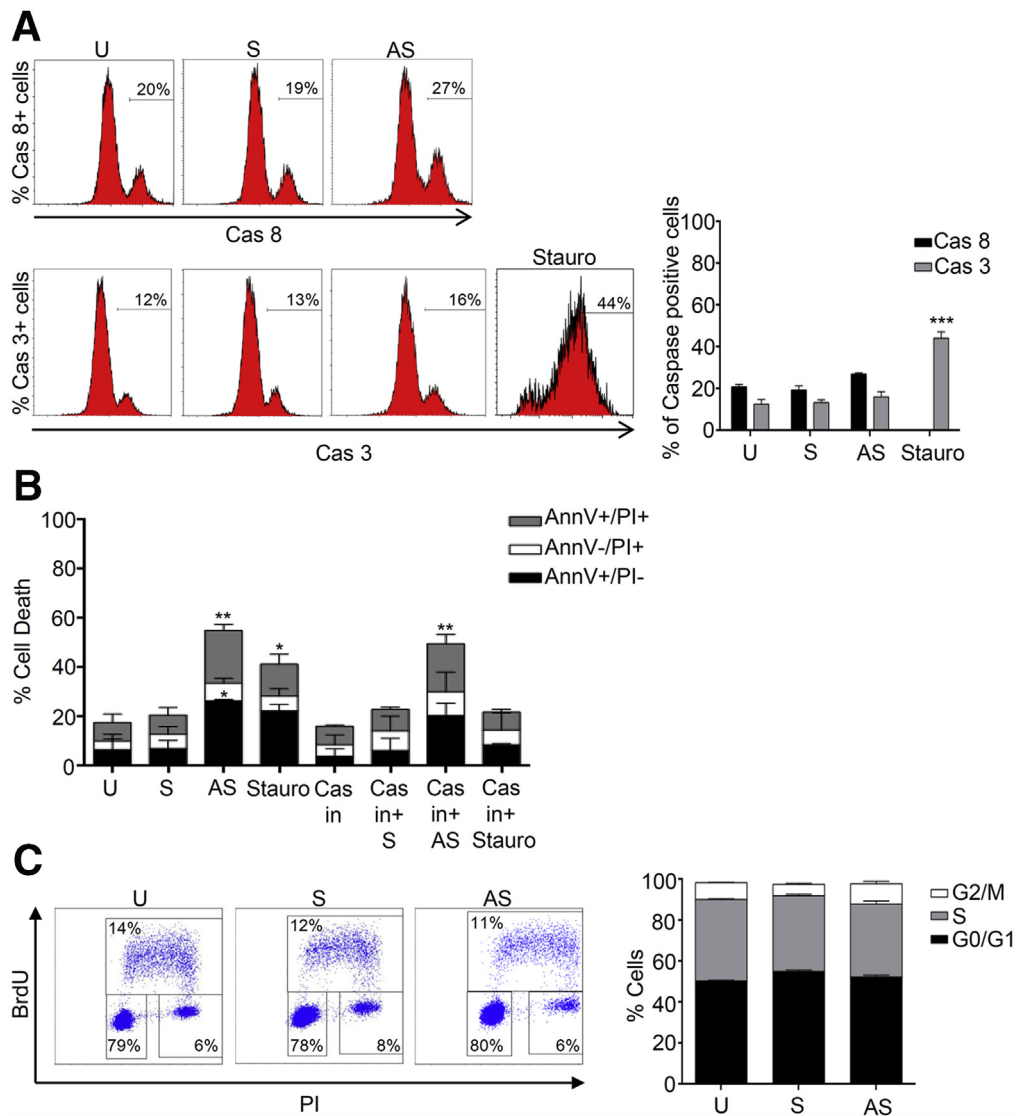 A
U S AS
% Cas 8+ cells
20% 19% 27%
Cas 8
Stauro
% Cas 3+ cells
12% 13% 16% 44%
Cas 3
% of Caspase positive cells
100
80
60
40
20
0
Cas 8
Cas 3
***
U S AS Stauro
B
% Cell Death
100
80
60
40
20
0
AnnV+/PI+
AnnV-/PI+
AnnV+/PI-
** * * **
U S AS Stauro Cas in Cas in+ S Cas in+ AS Cas in+ Stauro
C
U S AS
BrdU
14% 12% 11%
79% 6% 78% 8% 80% 6%
PI
% Cells
100
80
60
40
20
0
G2/M
S
G0/G1
U S AS